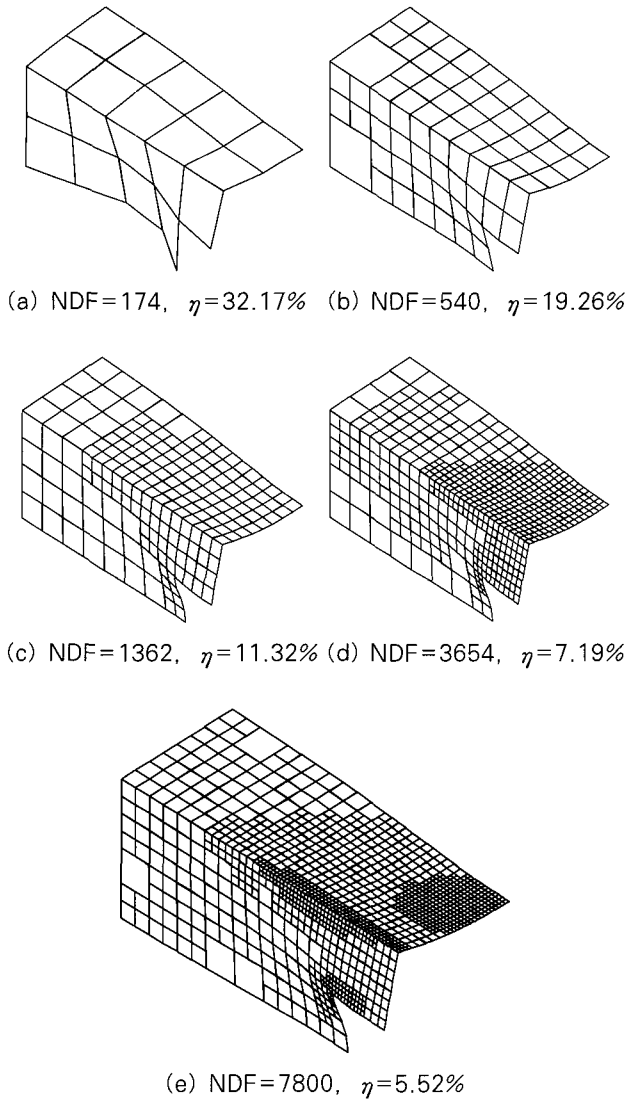 (a) NDF=174, η=32.17% (b) NDF=540, η=19.26%
(c) NDF=1362, η=11.32% (d) NDF=3654, η=7.19%
(e) NDF=7800, η=5.52%